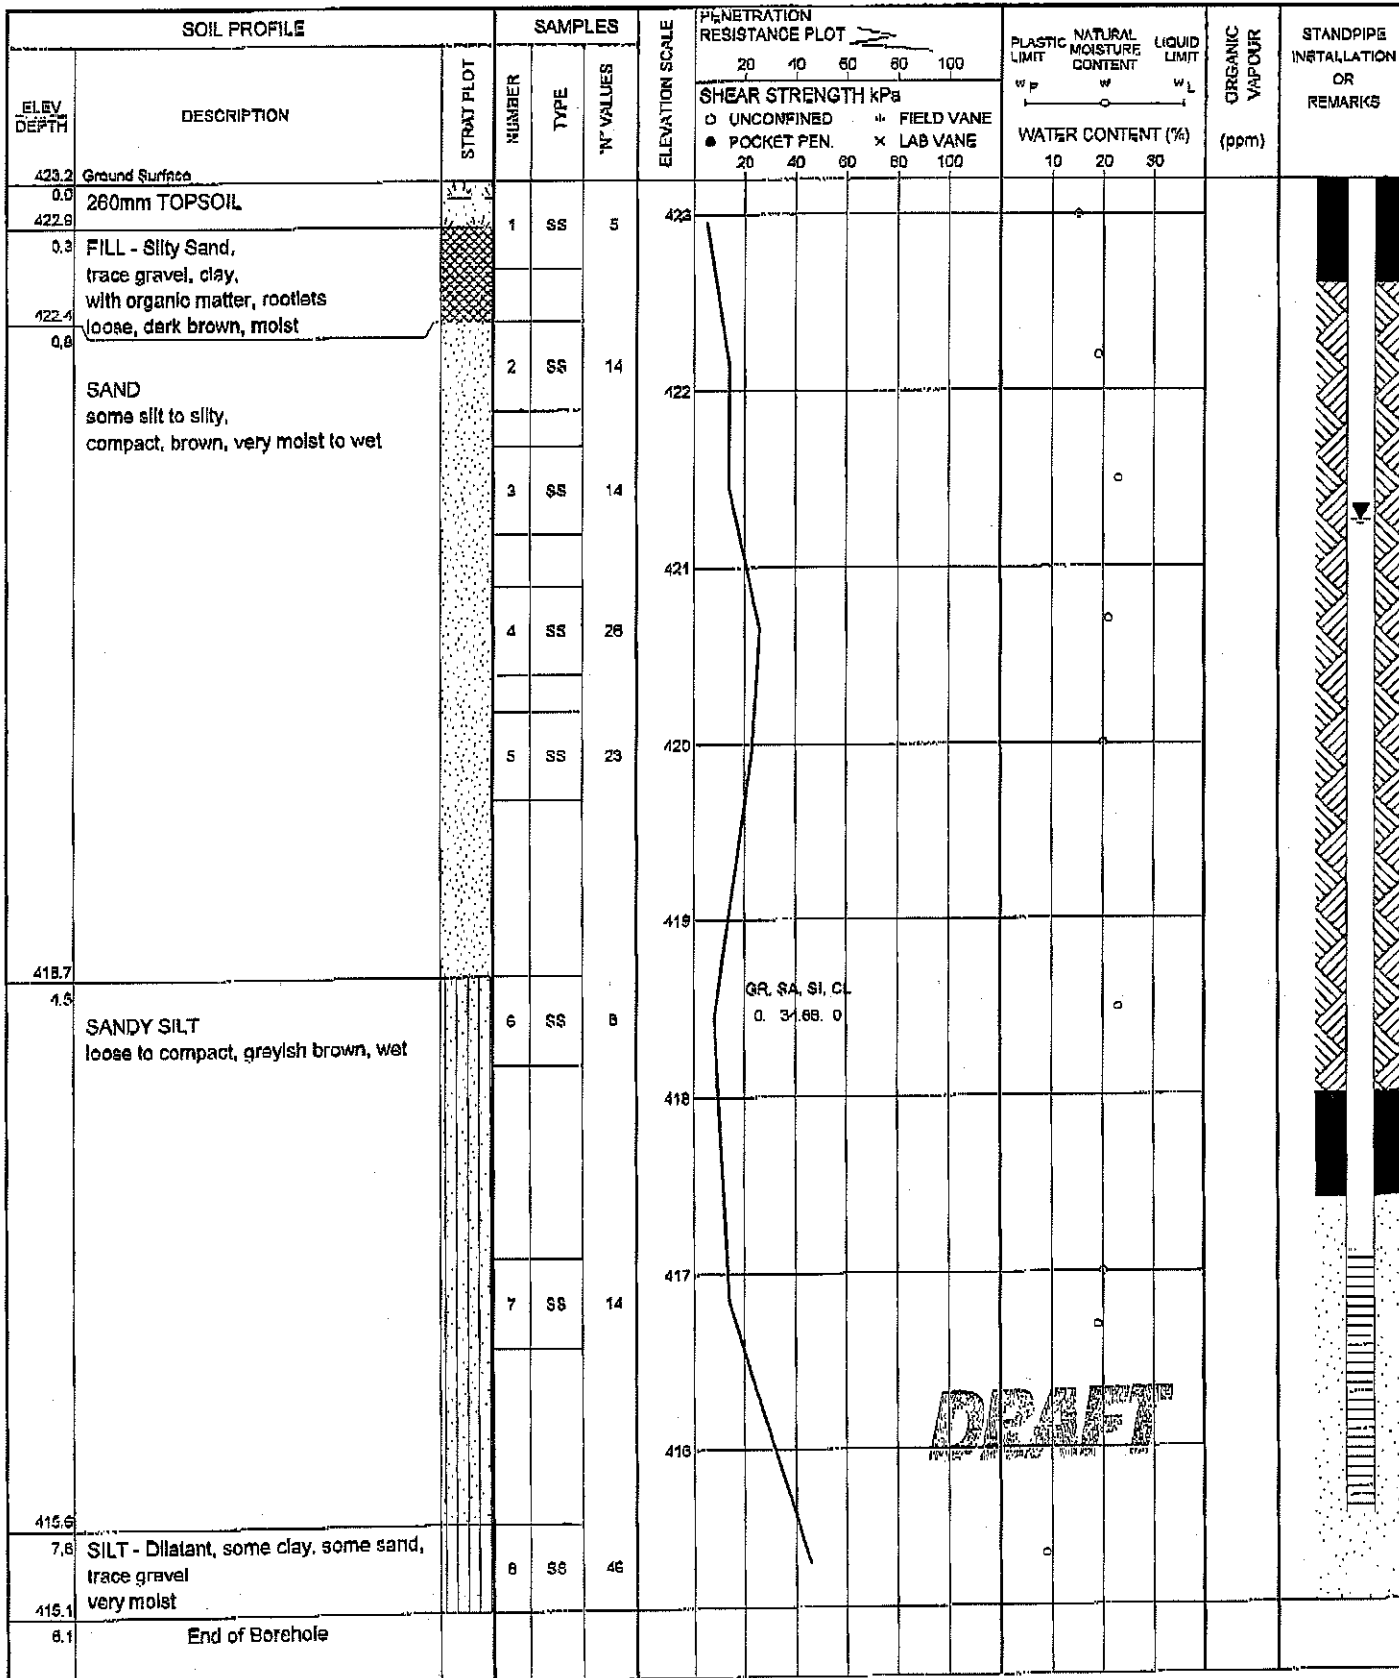 SOIL PROFILE
SAMPLES
ELEV
DEPTH
DESCRIPTION
STRAT PLOT
NUMBER
TYPE
"N" VALUES
ELEVATION SCALE
PENETRATION
RESISTANCE PLOT
20 40 60 80 100
SHEAR STRENGTH kPa
UNCONFINED
FIELD VANE
POCKET PEN.
LAB VANE
20 40 60 80 100
PLASTIC LIMIT
NATURAL MOISTURE CONTENT
LIQUID LIMIT
WP W WL
WATER CONTENT (%)
10 20 30
ORGANIC VAPOUR
(ppm)
STANDPIPE
INSTALLATION
OR
REMARKS
423.2 Ground Surface
0.0 260mm TOPSOIL
422.9
0.3 FILL - Silty Sand,
trace gravel, clay,
with organic matter, rootlets
422.4 loose, dark brown, moist
0.8
SAND
some silt to silty,
compact, brown, very moist to wet
418.7
4.5
SANDY SILT
loose to compact, greyish brown, wet
415.6
7.6 SILT - Dilatant, some clay, some sand,
trace gravel
very moist
415.1
End of Borehole
1 SS 5
2 SS 14
3 SS 14
4 SS 26
5 SS 23
6 SS 8
7 SS 14
8 SS 46
423
422
421
420
419
418
417
416
GR. SA. SI. CL
0. 34.66. 0
DRAFT